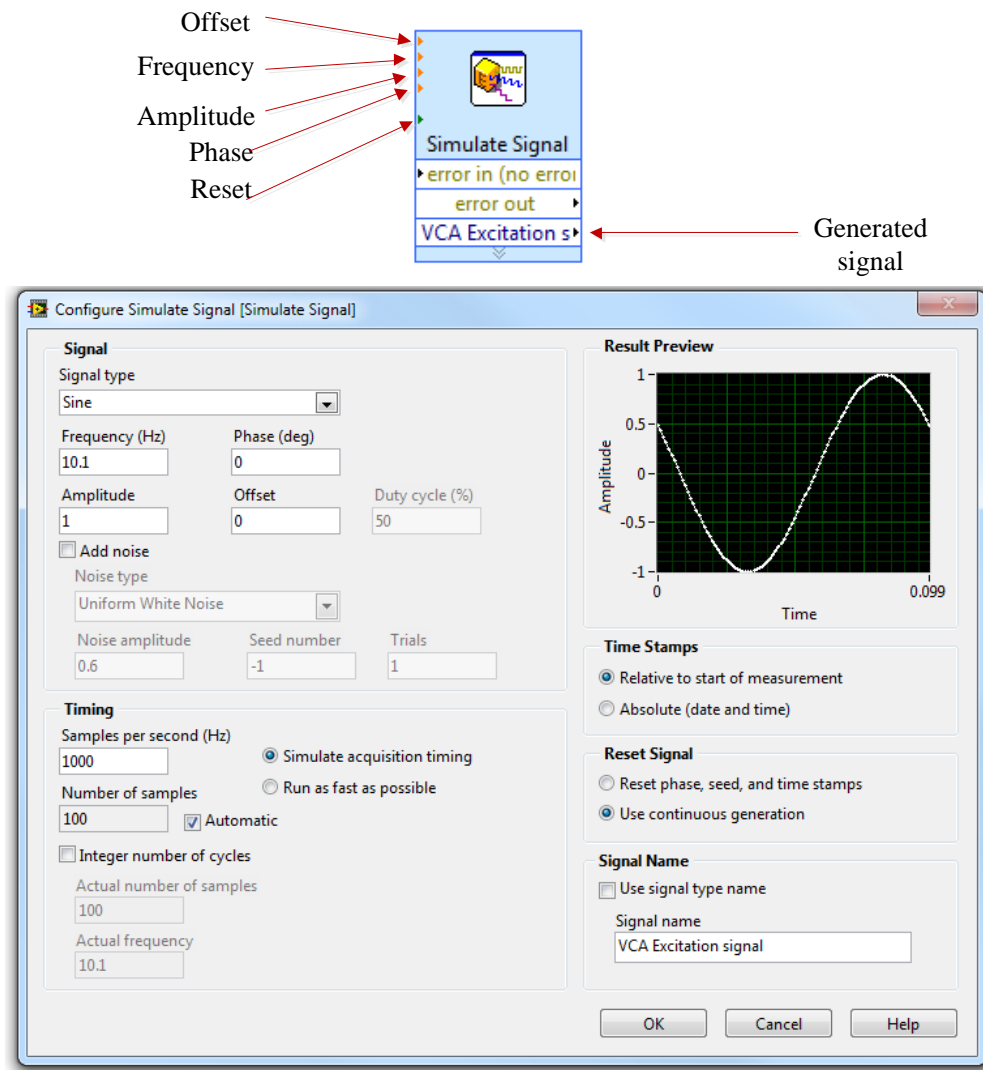 Offset
Frequency
Amplitude
Phase
Reset
Simulate Signal
error in (no erroi
error out
VCA Excitation s
Generated
signal
Configure Simulate Signal [Simulate Signal]
Signal
Signal type
Sine
Frequency (Hz) Phase (deg)
10.1 0
Amplitude Offset Duty cycle (%)
1 0 50
Add noise
Noise type
Uniform White Noise
Noise amplitude Seed number Trials
0.6 -1 1
Timing
Samples per second (Hz)
1000
Simulate acquisition timing
Run as fast as possible
Number of samples
100 Automatic
Integer number of cycles
Actual number of samples
100
Actual frequency
10.1
Result Preview
Amplitude
1
0.5
0
-0.5
-1
0 0.099
Time
Time Stamps
Relative to start of measurement
Absolute (date and time)
Reset Signal
Reset phase, seed, and time stamps
Use continuous generation
Signal Name
Use signal type name
Signal name
VCA Excitation signal
OK Cancel Help